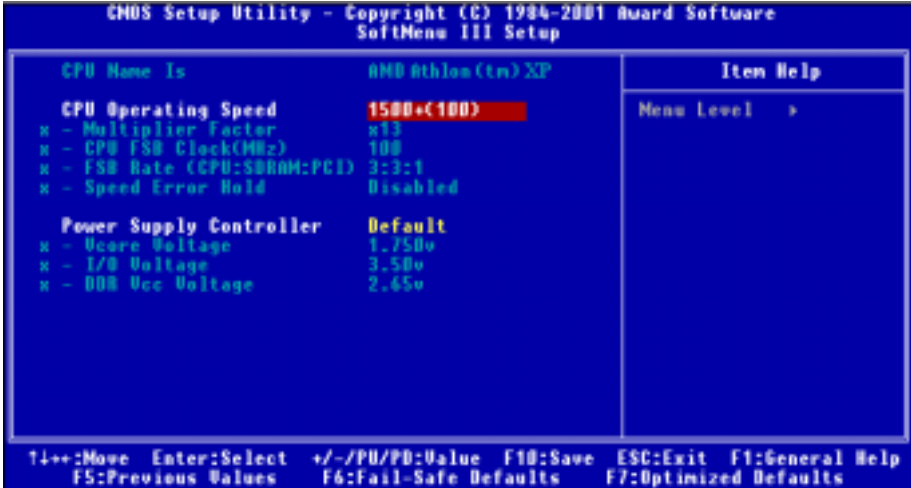 CMOS Setup Utility - Copyright (C) 1984-2001 Award Software
SoftMenu III Setup
CPU Name Is AMD Athlon(tm) XP
CPU Operating Speed 1500+(100)
x - Multiplier Factor x13
x - CPU FSB Clock(MHz) 100
x - FSB Rate (CPU:SDRAM:PCI) 3:3:1
x - Speed Error Hold Disabled
Power Supply Controller Default
x - Vcore Voltage 1.750v
x - I/O Voltage 3.50v
x - DDR Vcc Voltage 2.65v
Item Help
Menu Level ▸
↑↓→←:Move Enter:Select +/-/PU/PD:Value F10:Save ESC:Exit F1:General Help
F5:Previous Values F6:Fail-Safe Defaults F7:Optimized Defaults